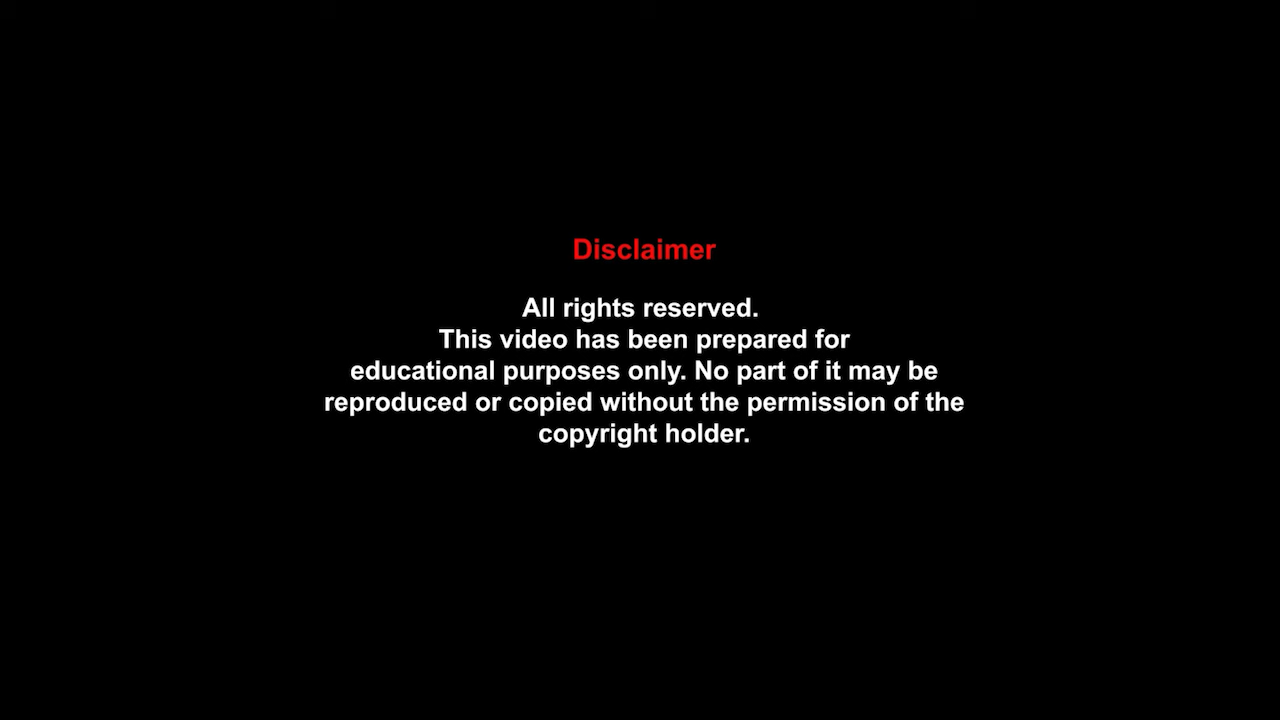 Disclaimer
All rights reserved.
This video has been prepared for
educational purposes only. No part of it may be
reproduced or copied without the permission of the
copyright holder.